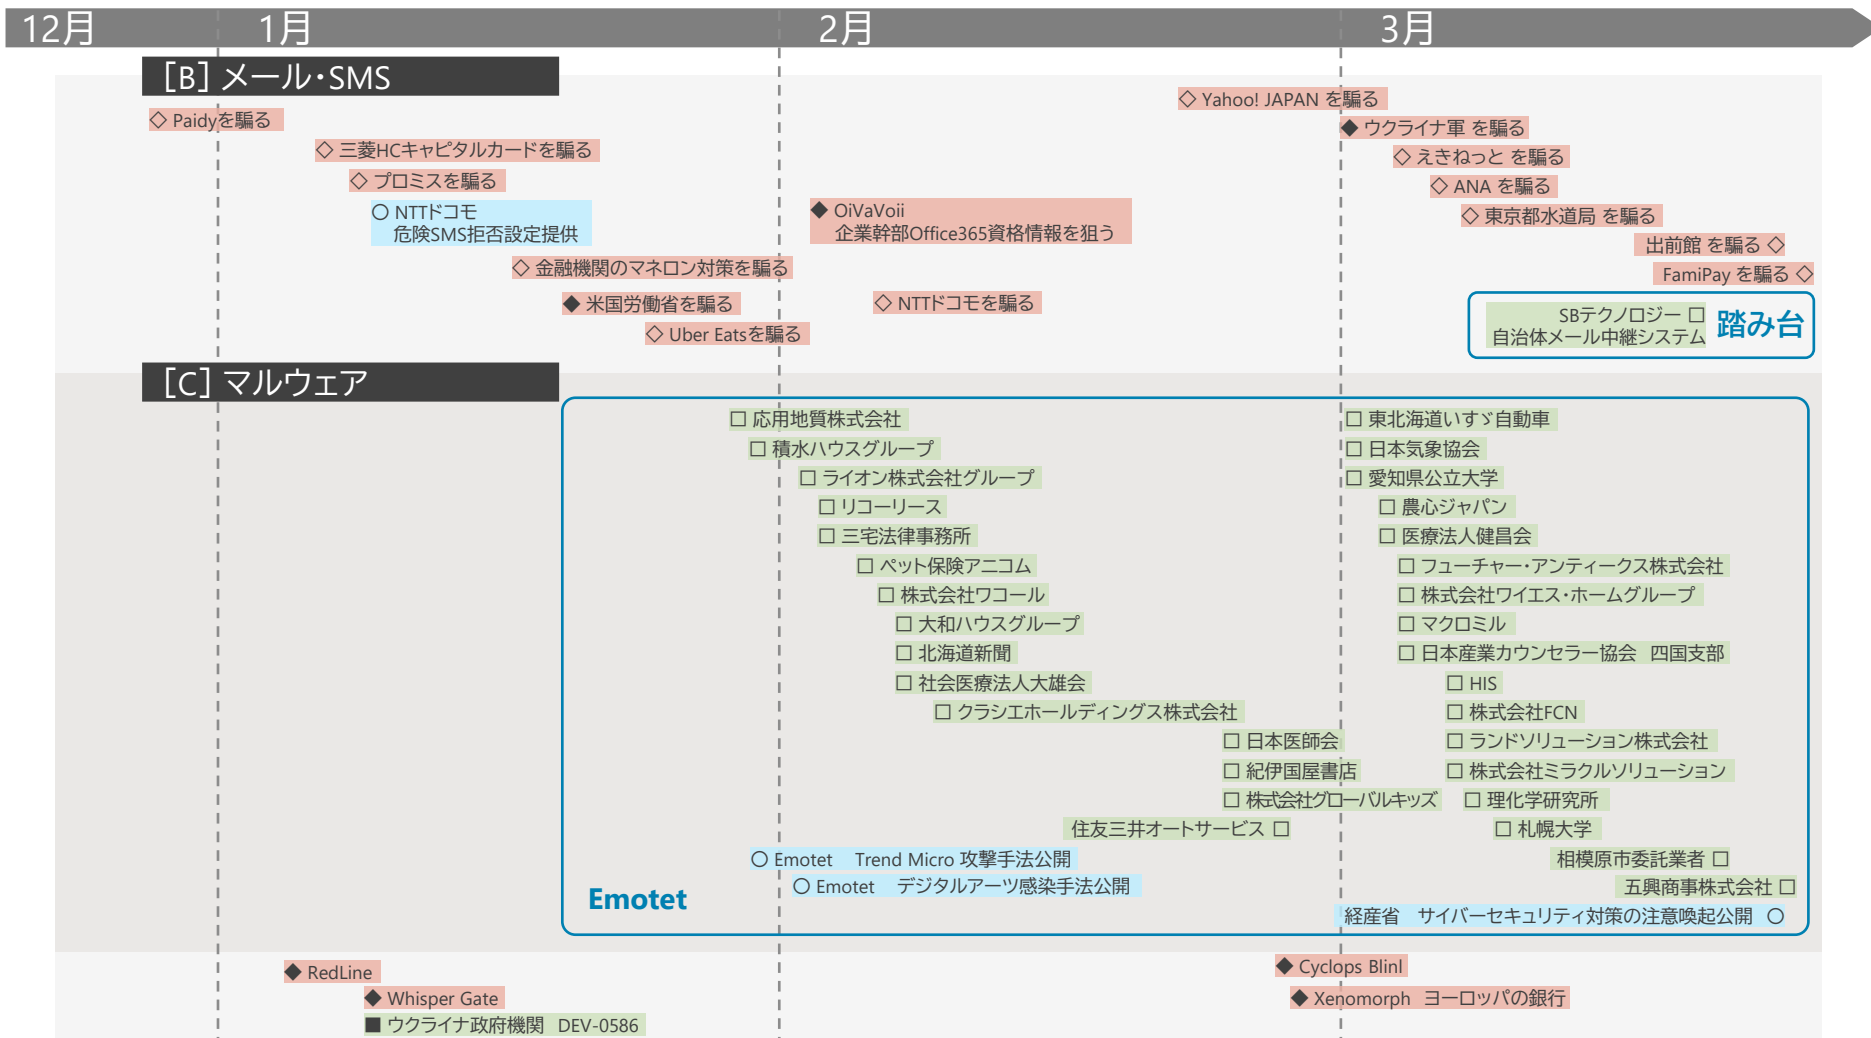 12月 1月 2月 3月
[B] メール・SMS
◇ Yahoo! JAPAN を騙る
◇ Paidyを騙る
◆ ウクライナ軍 を騙る
◇ 三菱HCキャピタルカードを騙る
◇ えきねっと を騙る
◇ プロミスを騙る
◇ ANA を騙る
○ NTTドコモ
危険SMS拒否設定提供
◆ OiVaVoii
企業幹部Office365資格情報を狙う
◇ 東京都水道局 を騙る
出前館 を騙る ◇
◇ 金融機関のマネロン対策を騙る
FamiPay を騙る ◇
◆ 米国労働省を騙る
◇ NTTドコモを騙る
◇ Uber Eatsを騙る
SBテクノロジー □
自治体メール中継システム
踏み台
[C] マルウェア
□ 応用地質株式会社
□ 積水ハウスグループ
□ ライオン株式会社グループ
□ リコーリース
□ 三宅法律事務所
□ ペット保険アニコム
□ 株式会社ワコール
□ 大和ハウスグループ
□ 北海道新聞
□ 社会医療法人大雄会
□ クラシエホールディングス株式会社
□ 日本医師会
□ 紀伊国屋書店
□ 株式会社グローバルキッズ
住友三井オートサービス □
□ 東北海道いすゞ自動車
□ 日本気象協会
□ 愛知県公立大学
□ 農心ジャパン
□ 医療法人健昌会
□ フューチャー・アンティークス株式会社
□ 株式会社ワイエス・ホームグループ
□ マクロミル
□ 日本産業カウンセラー協会 四国支部
□ HIS
□ 株式会社FCN
□ ランドソリューション株式会社
□ 株式会社ミラクルソリューション
□ 理化学研究所
□ 札幌大学
相模原市委託業者 □
五興商事株式会社 □
○ Emotet Trend Micro 攻撃手法公開
○ Emotet デジタルアーツ感染手法公開
Emotet
経産省 サイバーセキュリティ対策の注意喚起公開 ○
◆ RedLine
◆ Cyclops Blinl
◆ Whisper Gate
◆ Xenomorph ヨーロッパの銀行
■ ウクライナ政府機関 DEV-0586